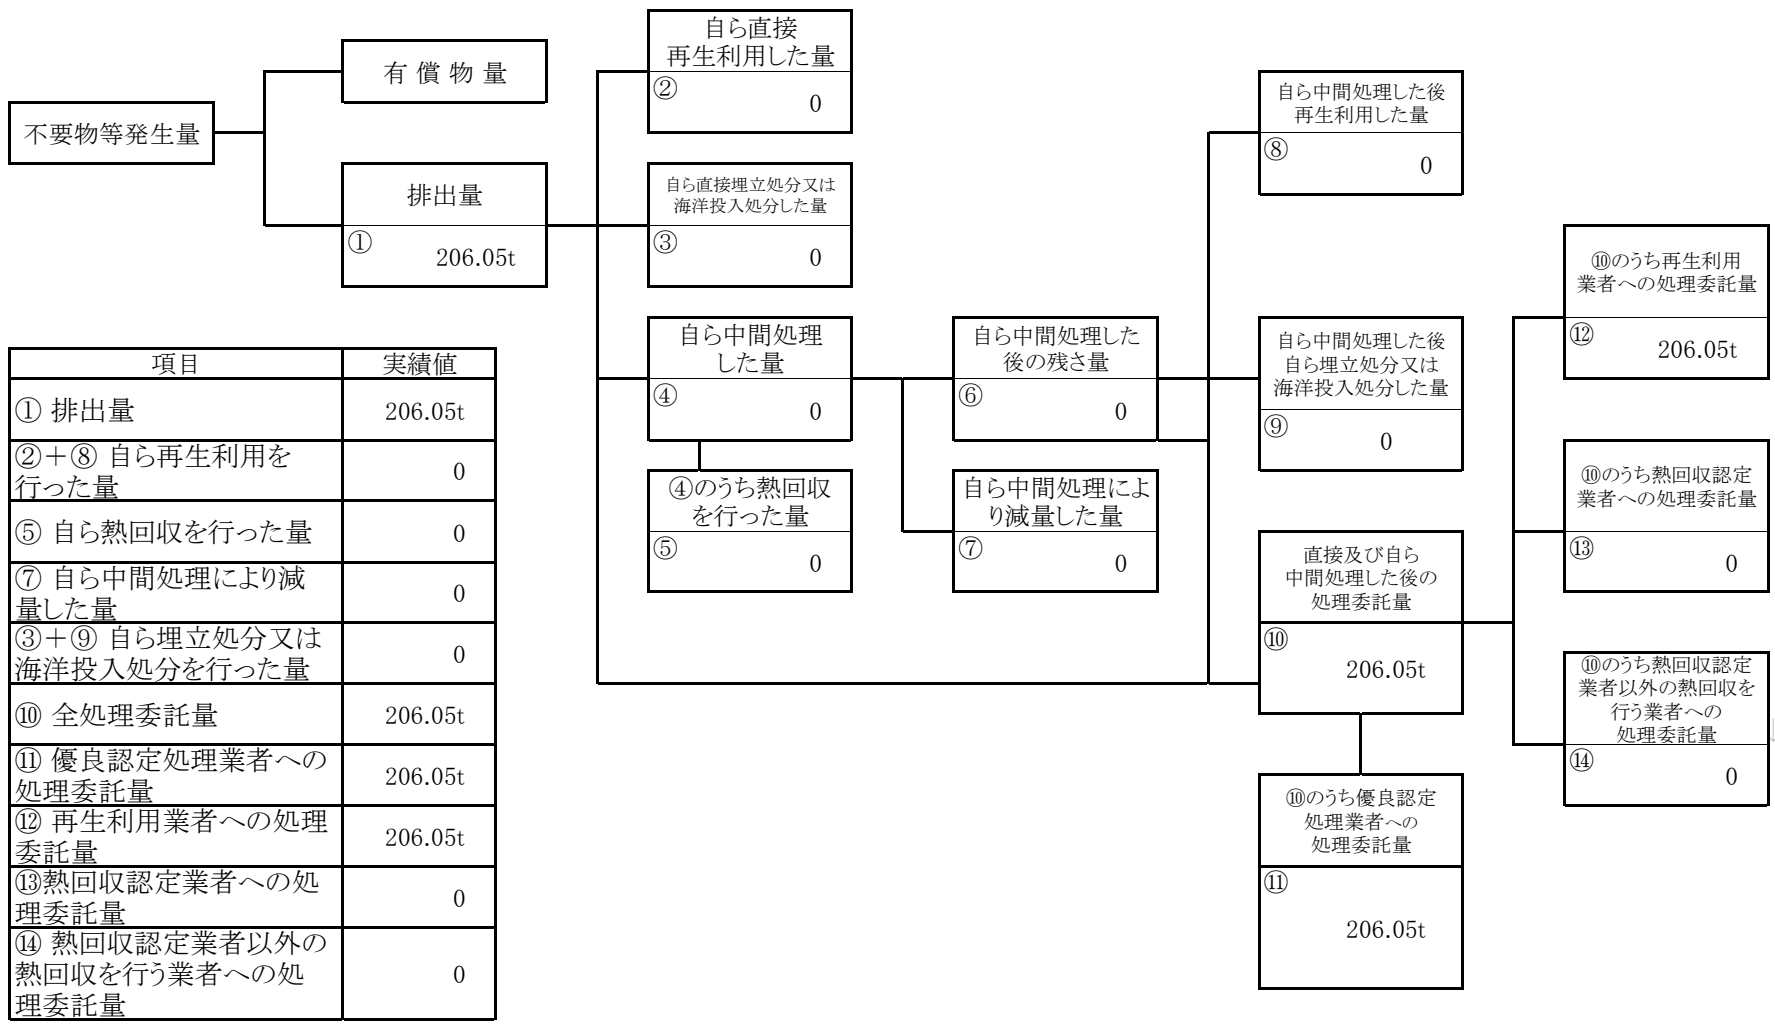 不要物等発生量
有 償 物 量
排出量
①
206.05t
自ら直接
再生利用した量
②
0
自ら直接埋立処分又は
海洋投入処分した量
③
0
自ら中間処理
した量
④
0
④のうち熱回収
を行った量
⑤
0
自ら中間処理した
後の残さ量
⑥
0
自ら中間処理によ
り減量した量
⑦
0
自ら中間処理した後
再生利用した量
⑧
0
自ら中間処理した後
自ら埋立処分又は
海洋投入処分した量
⑨
0
直接及び自ら
中間処理した後の
処理委託量
⑩
206.05t
⑩のうち優良認定
処理業者への
処理委託量
⑪
206.05t
⑩のうち再生利用
業者への処理委託量
⑫
206.05t
⑩のうち熱回収認定
業者への処理委託量
⑬
0
⑩のうち熱回収認定
業者以外の熱回収を
行う業者への
処理委託量
⑭
0
項目 実績値
① 排出量 206.05t
②＋⑧ 自ら再生利用を
行った量 0
⑤ 自ら熱回収を行った量 0
⑦ 自ら中間処理により減
量した量 0
③＋⑨ 自ら埋立処分又は
海洋投入処分を行った量 0
⑩ 全処理委託量 206.05t
⑪ 優良認定処理業者への
処理委託量 206.05t
⑫ 再生利用業者への処理
委託量 206.05t
⑬熱回収認定業者への処
理委託量 0
⑭ 熱回収認定業者以外の
熱回収を行う業者への処
理委託量 0